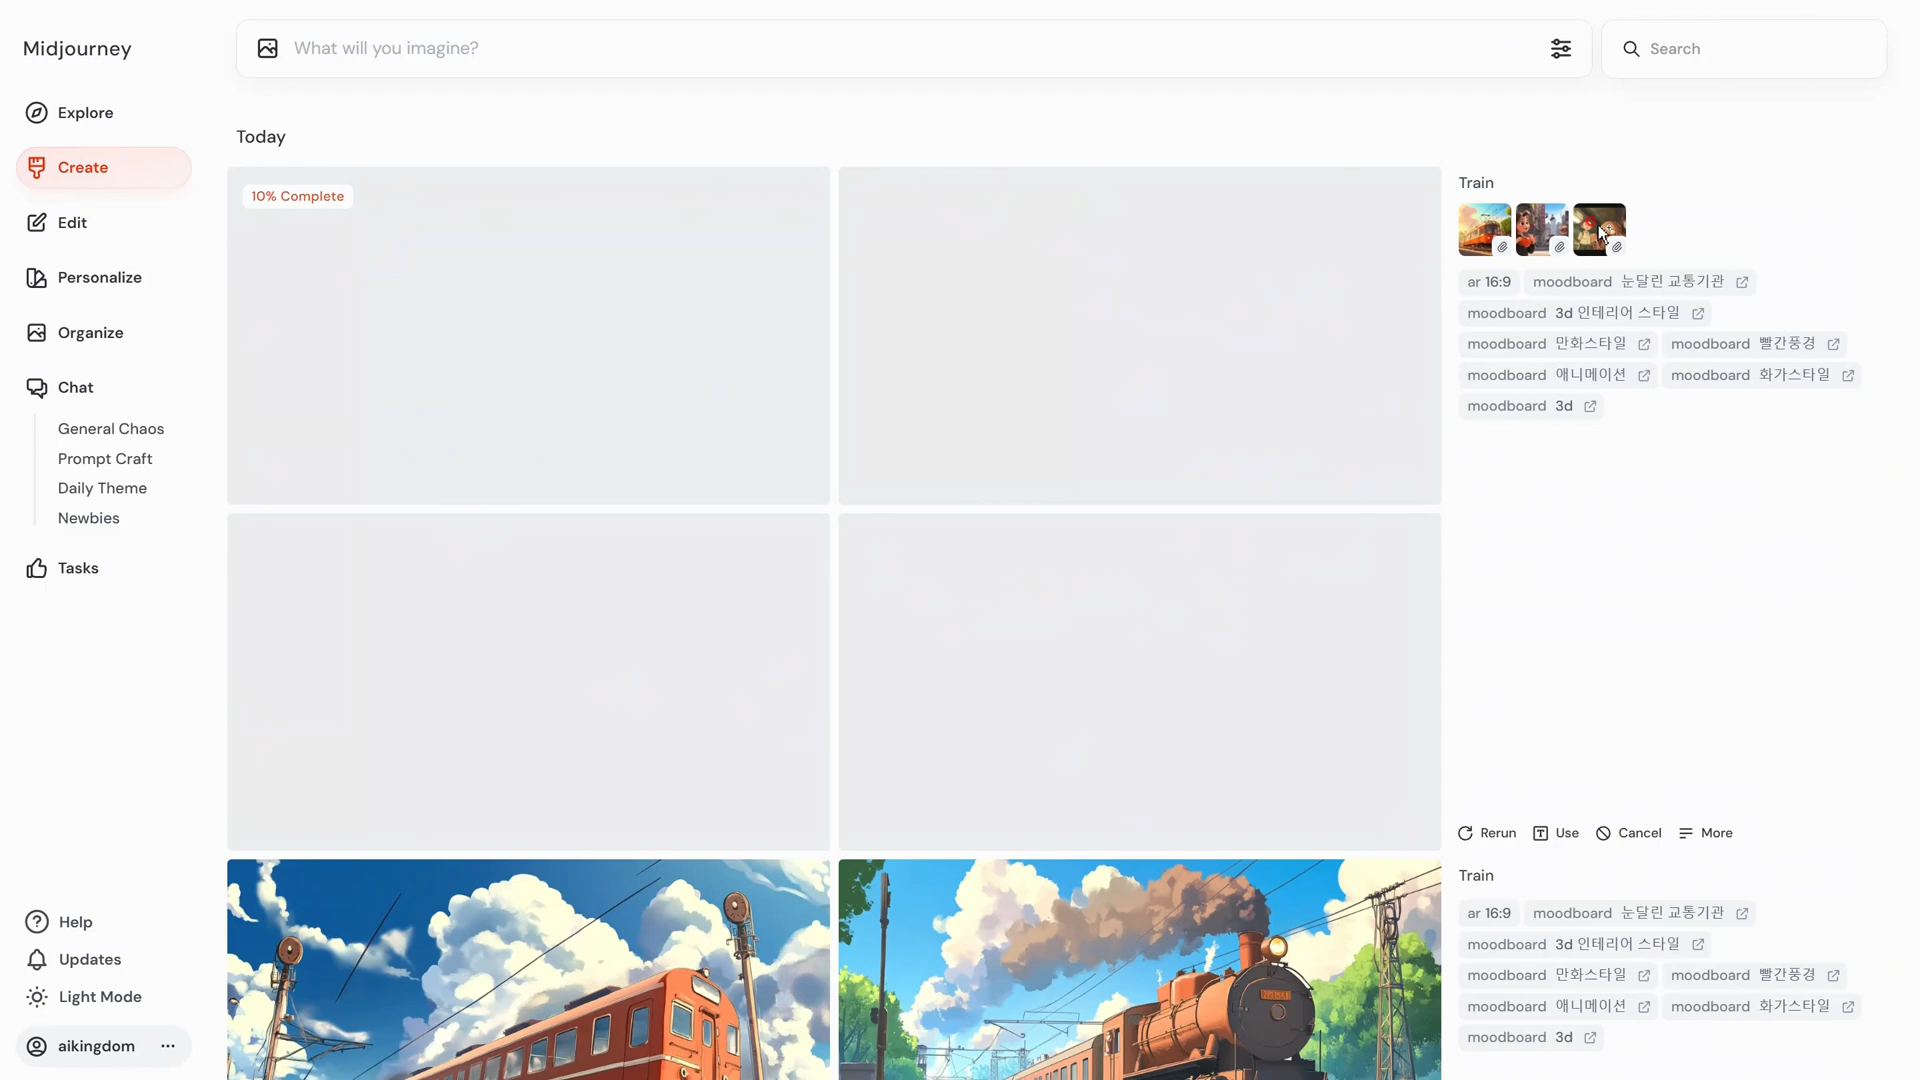 Midjourney
What will you imagine?
Search
Explore
Create
Edit
Personalize
Organize
Chat
General Chaos
Prompt Craft
Daily Theme
Newbies
Tasks
Help
Updates
Light Mode
aikingdom
Today
10% Complete
Train
ar 16:9 moodboard 눈달린 교통기관
moodboard 3d 인테리어 스타일
moodboard 만화스타일 moodboard 빨간풍경
moodboard 애니메이션 moodboard 화가스타일
moodboard 3d
Rerun Use Cancel More
Train
ar 16:9 moodboard 눈달린 교통기관
moodboard 3d 인테리어 스타일
moodboard 만화스타일 moodboard 빨간풍경
moodboard 애니메이션 moodboard 화가스타일
moodboard 3d